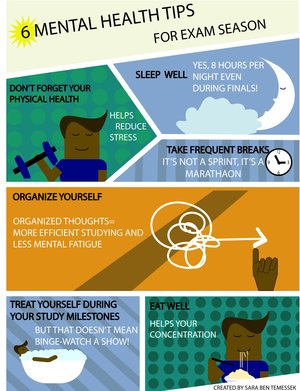 6 MENTAL HEALTH TIPS
FOR EXAM SEASON
DON'T FORGET YOUR
PHYSICAL HEALTH
HELPS
REDUCE
STRESS
SLEEP WELL
YES, 8 HOURS PER
NIGHT EVEN
DURING FINALS!
TAKE FREQUENT BREAKS
IT'S NOT A SPRINT, IT'S A
MARATHAON
ORGANIZE YOURSELF
ORGANIZED THOUGHTS=
MORE EFFICIENT STUDYING AND
LESS MENTAL FATIGUE
TREAT YOURSELF DURING
YOUR STUDY MILESTONES
BUT THAT DOESN'T MEAN
BINGE-WATCH A SHOW!
EAT WELL
HELPS YOUR
CONCENTRATION
CREATED BY SARA BEN TEMESSEK